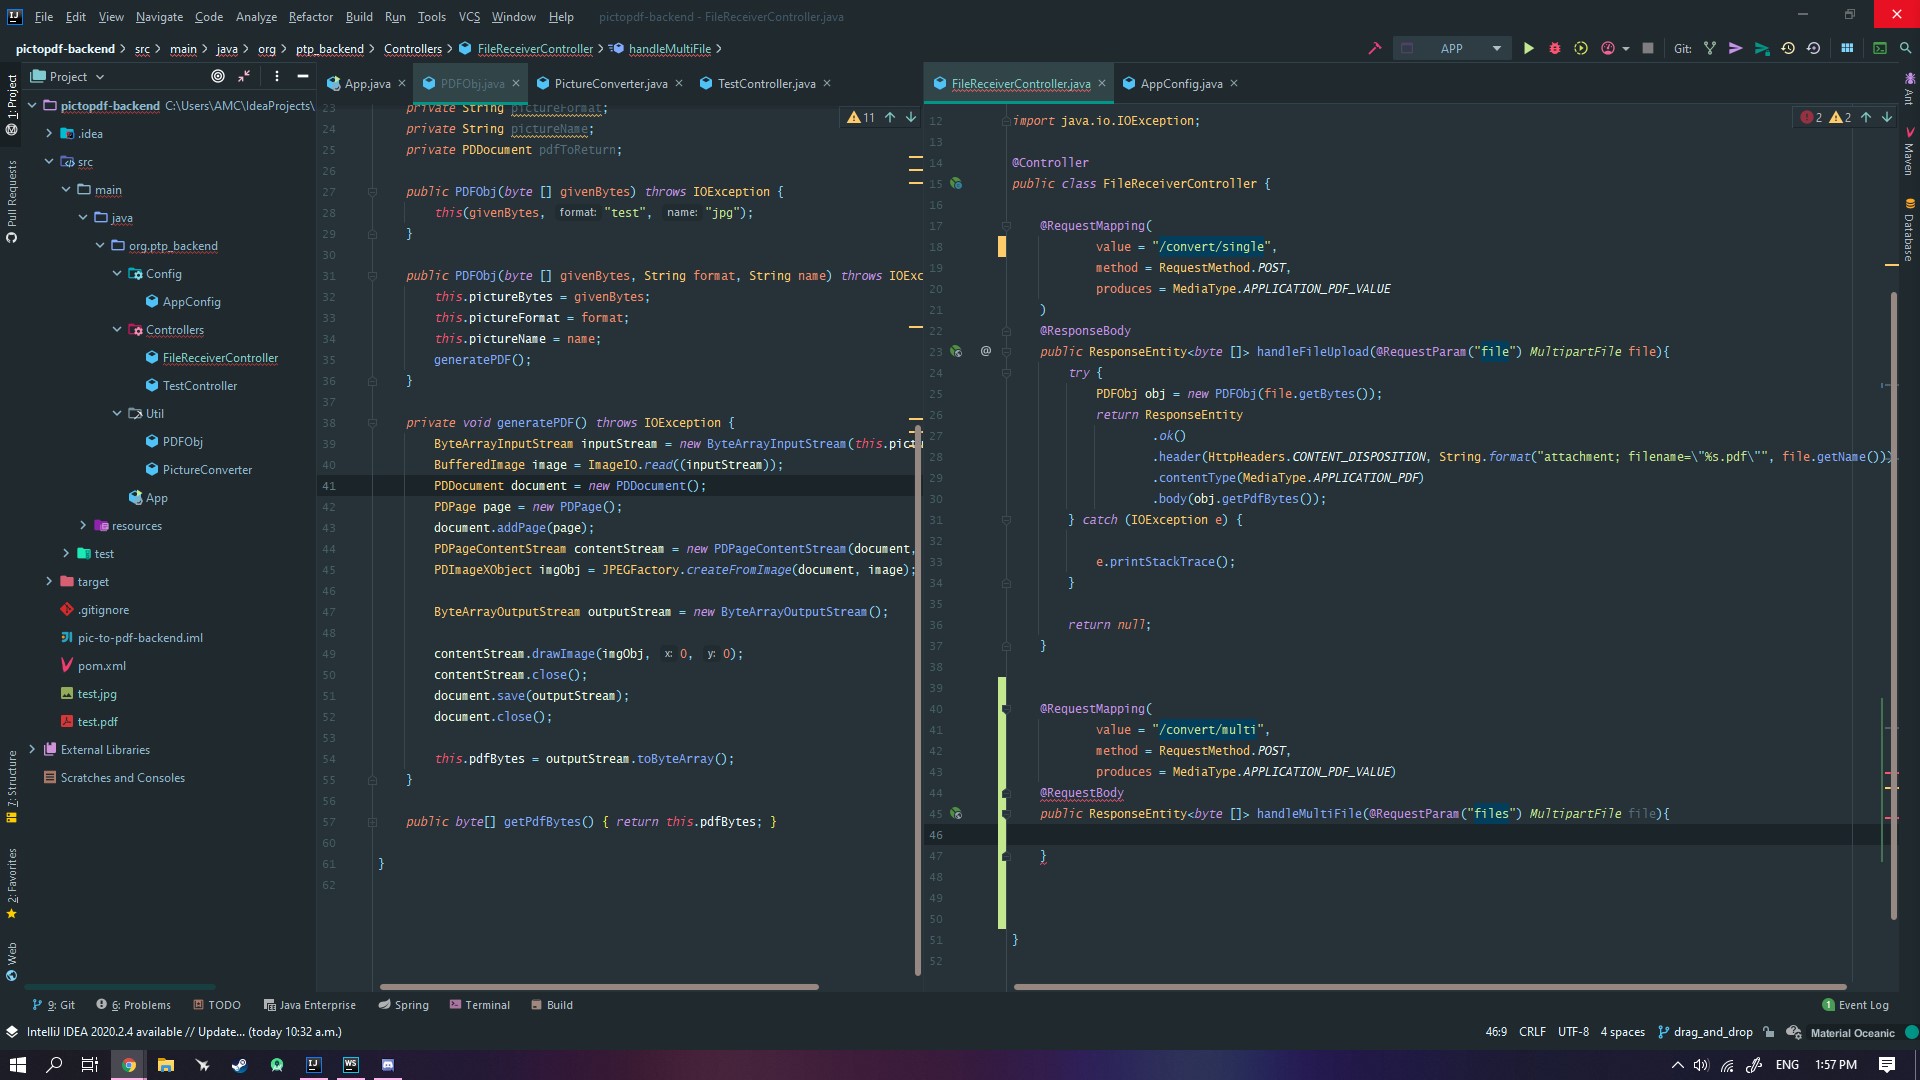 File Edit View Navigate Code Analyze Refactor Build Run Tools VCS Window Help pictopdf-backend - FileReceiverController.java
pictopdf-backend src main java org ptp_backend Controllers FileReceiverController handleMultiFile
APP
Git:
1: Project
Pull Requests
7: Structure
2: Favorites
Web
Project
pictopdf-backend C:\Users\AMC\IdeaProjects\
.idea
src
main
java
org.ptp_backend
Config
AppConfig
Controllers
FileReceiverController
TestController
Util
PDFObj
PictureConverter
App
resources
test
target
.gitignore
pic-to-pdf-backend.iml
pom.xml
test.jpg
test.pdf
External Libraries
Scratches and Consoles
App.java PDFObj.java PictureConverter.java TestController.java
11
23 private String pictureFormat;
24 private String pictureName;
25 private PDDocument pdfToReturn;
26
27 public PDFObj(byte [] givenBytes) throws IOException {
28 this(givenBytes, format: "test", name: "jpg");
29 }
30
31 public PDFObj(byte [] givenBytes, String format, String name) throws IOExc
32 this.pictureBytes = givenBytes;
33 this.pictureFormat = format;
34 this.pictureName = name;
35 generatePDF();
36 }
37
38 private void generatePDF() throws IOException {
39 ByteArrayInputStream inputStream = new ByteArrayInputStream(this.pict
40 BufferedImage image = ImageIO.read((inputStream));
41 PDDocument document = new PDDocument();
42 PDPage page = new PDPage();
43 document.addPage(page);
44 PDPageContentStream contentStream = new PDPageContentStream(document,
45 PDImageXObject imgObj = JPEGFactory.createFromImage(document, image);
46
47 ByteArrayOutputStream outputStream = new ByteArrayOutputStream();
48
49 contentStream.drawImage(imgObj, x: 0, y: 0);
50 contentStream.close();
51 document.save(outputStream);
52 document.close();
53
54 this.pdfBytes = outputStream.toByteArray();
55 }
56
57 public byte[] getPdfBytes() { return this.pdfBytes; }
60
61 }
62
FileReceiverController.java AppConfig.java
2 2
12 import java.io.IOException;
13
14 @Controller
15 public class FileReceiverController {
16
17 @RequestMapping(
18 value = "/convert/single",
19 method = RequestMethod.POST,
20 produces = MediaType.APPLICATION_PDF_VALUE
21 )
22 @ResponseBody
23 @ public ResponseEntity<byte []> handleFileUpload(@RequestParam("file") MultipartFile file){
24 try {
25 PDFObj obj = new PDFObj(file.getBytes());
26 return ResponseEntity
27 .ok()
28 .header(HttpHeaders.CONTENT_DISPOSITION, String.format("attachment; filename=\"%s.pdf\"", file.getName()))
29 .contentType(MediaType.APPLICATION_PDF)
30 .body(obj.getPdfBytes());
31 } catch (IOException e) {
32
33 e.printStackTrace();
34 }
35
36 return null;
37 }
38
39
40 @RequestMapping(
41 value = "/convert/multi",
42 method = RequestMethod.POST,
43 produces = MediaType.APPLICATION_PDF_VALUE)
44 @RequestBody
45 public ResponseEntity<byte []> handleMultiFile(@RequestParam("files") MultipartFile file){
46
47 }
48
49
50
51 }
52
Ant
Maven
Database
9: Git 6: Problems TODO Java Enterprise Spring Terminal Build 1 Event Log
IntelliJ IDEA 2020.2.4 available // Update... (today 10:32 a.m.) 46:9 CRLF UTF-8 4 spaces drag_and_drop Material Oceanic
IJ WS ENG 1:57 PM